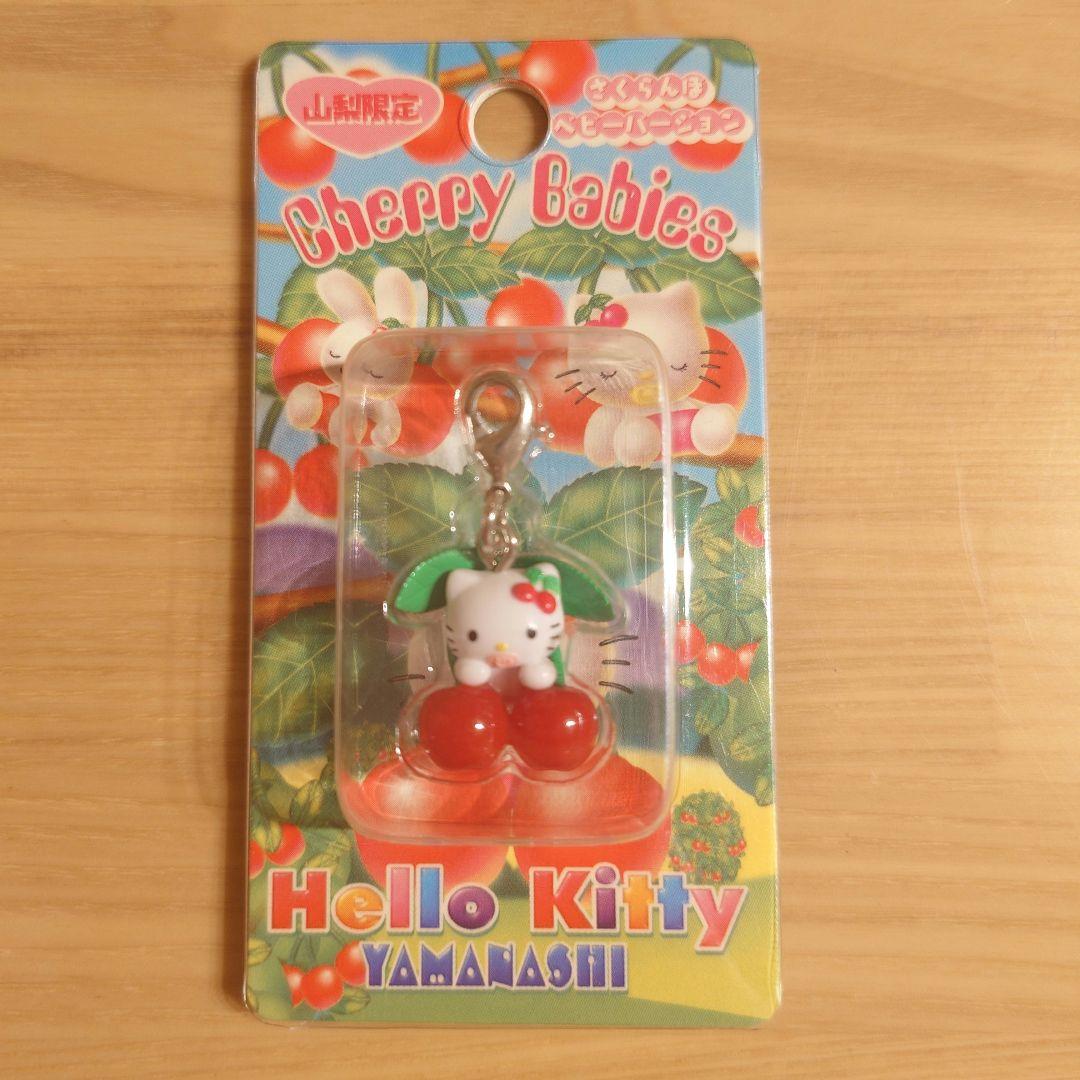 山梨限定
さくらんぼ
ベビーバージョン
Cherry Babies
Hello Kitty
YAMANASHI